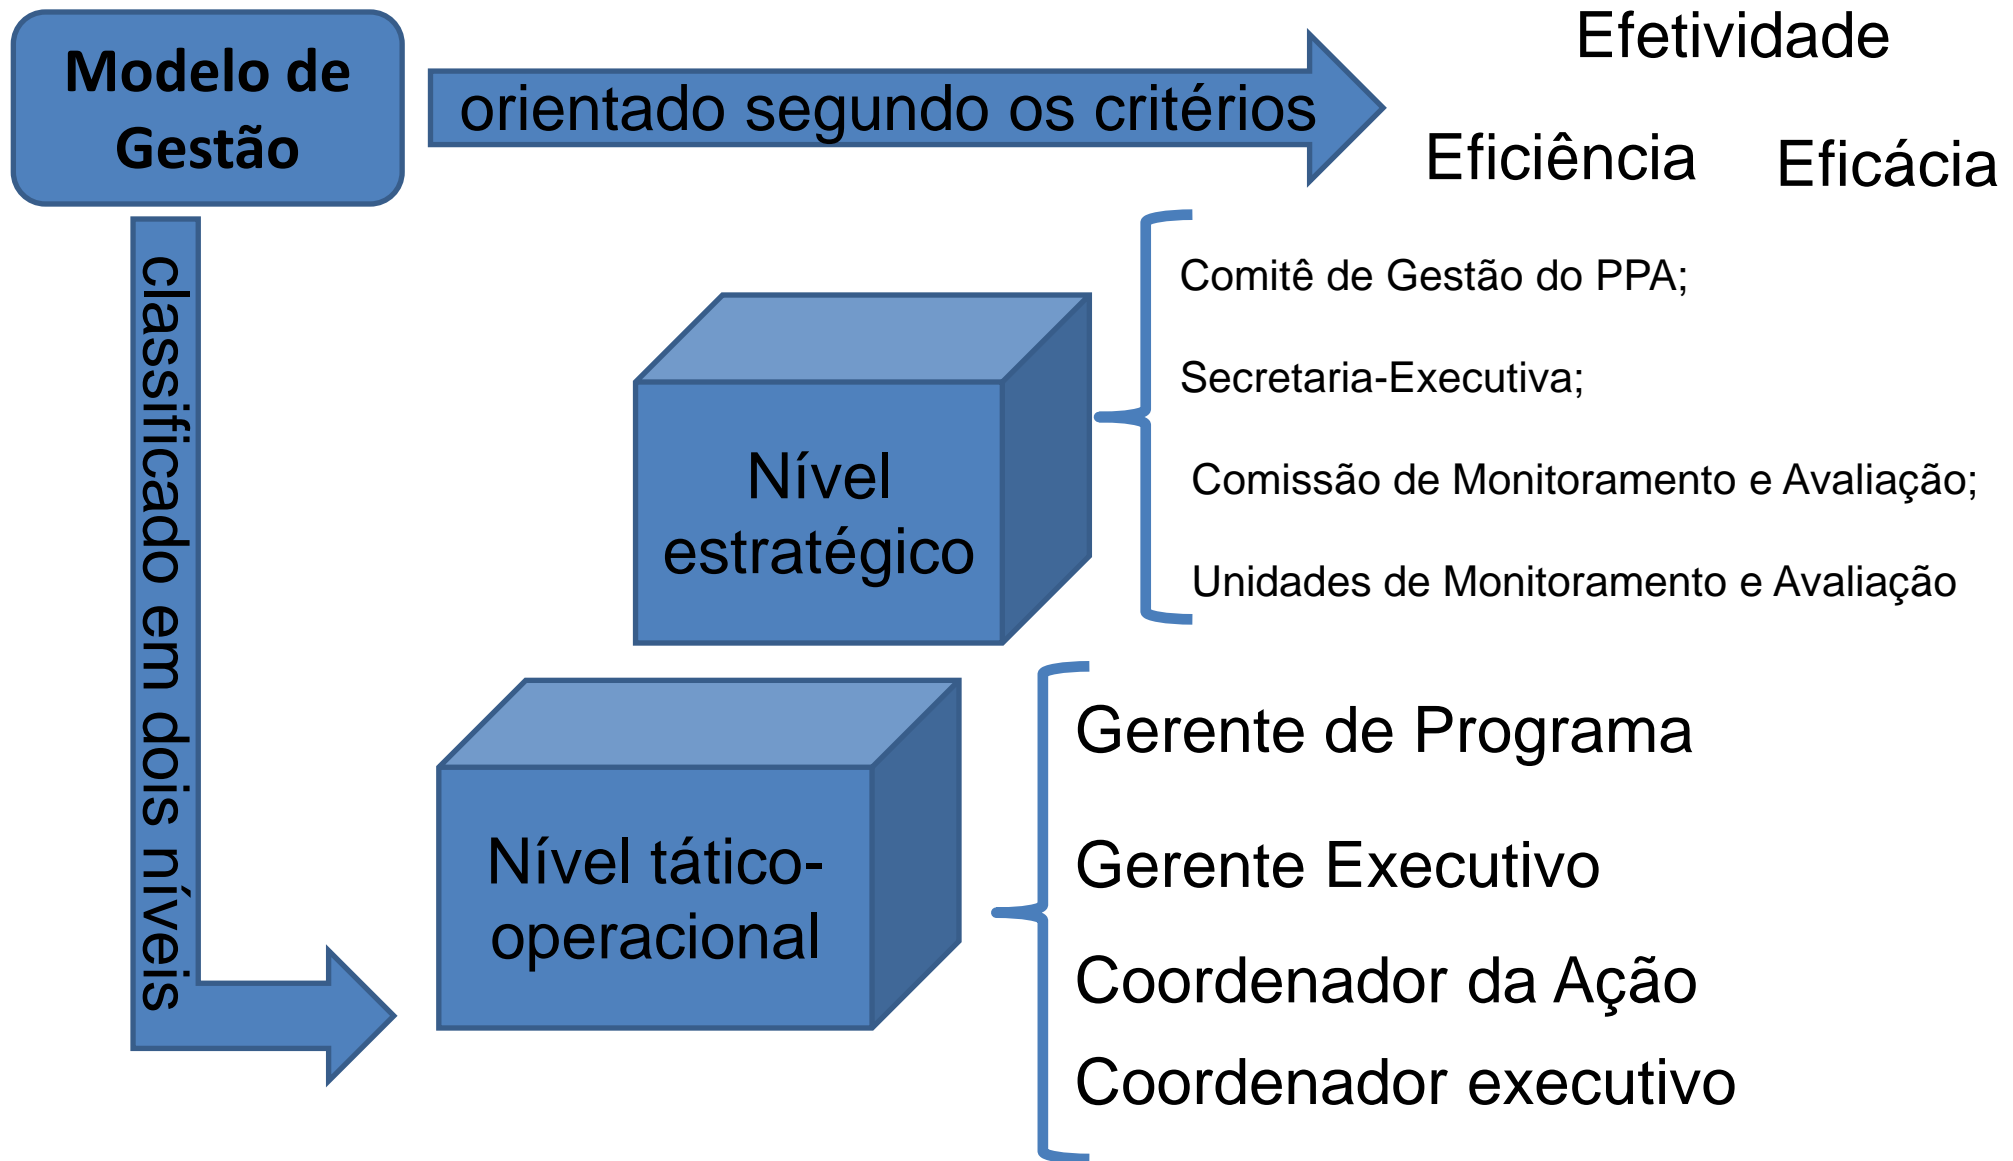 Modelo de
Gestão
orientado segundo os critérios
Efetividade
Eficiência
Eficácia
classificado em dois níveis
Nível
estratégico
Comitê de Gestão do PPA;
Secretaria-Executiva;
Comissão de Monitoramento e Avaliação;
Unidades de Monitoramento e Avaliação
Nível tático-
operacional
Gerente de Programa
Gerente Executivo
Coordenador da Ação
Coordenador executivo